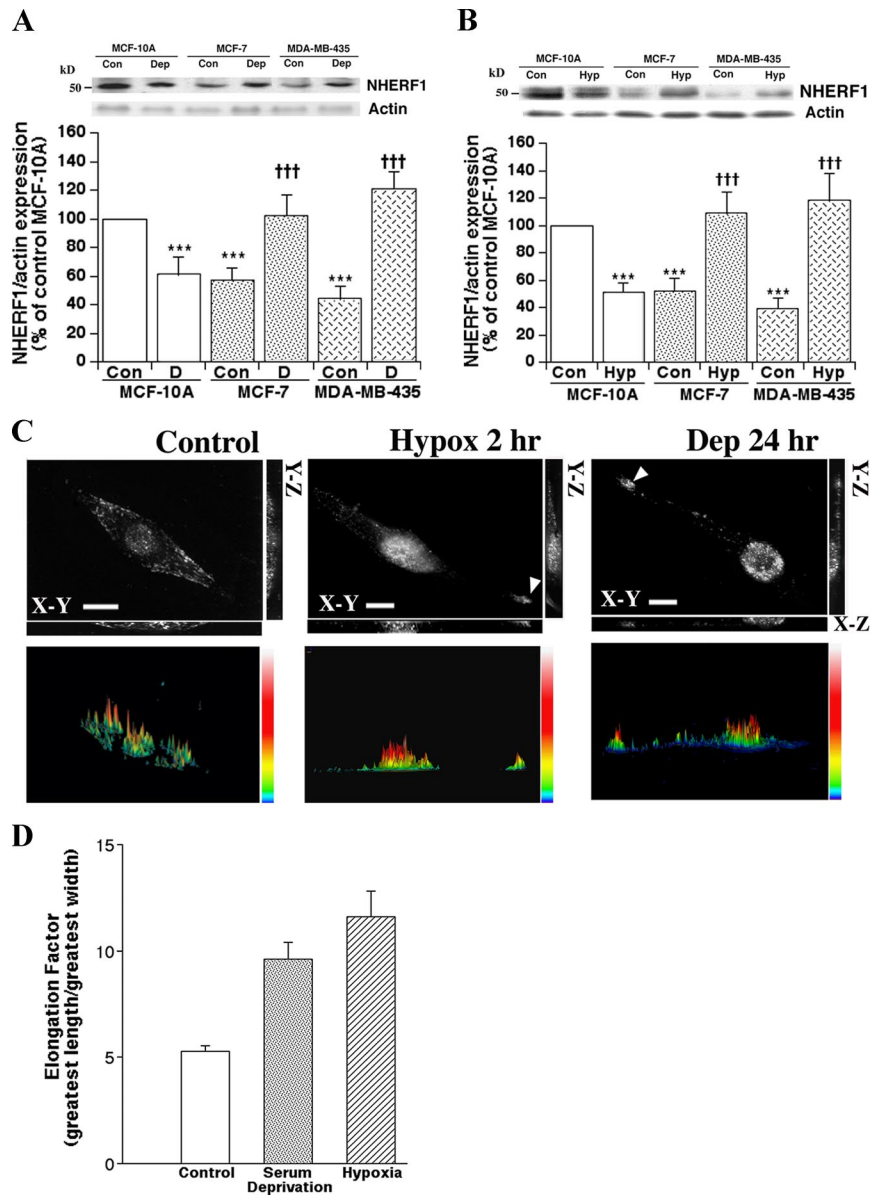 A
MCF-10A MCF-7 MDA-MB-435
kD Con Dep Con Dep Con Dep
50 NHERF1
Actin
NHERF1/actin expression
(% of control MCF-10A)
160
140
120
100
80
60
40
20
0
*** *** ††† *** †††
Con D Con D Con D
MCF-10A MCF-7 MDA-MB-435
B
MCF-10A MCF-7 MDA-MB-435
kD Con Hyp Con Hyp Con Hyp
50 NHERF1
Actin
NHERF1/actin expression
(% of control MCF-10A)
160
140
120
100
80
60
40
20
0
*** *** ††† *** †††
Con Hyp Con Hyp Con Hyp
MCF-10A MCF-7 MDA-MB-435
C
Control Hypox 2 hr Dep 24 hr
Y-Z Y-Z Y-Z
X-Y X-Y X-Y
X-Z
D
Elongation Factor
(greatest length/greatest width)
15
10
5
0
Control Serum Hypoxia
Deprivation